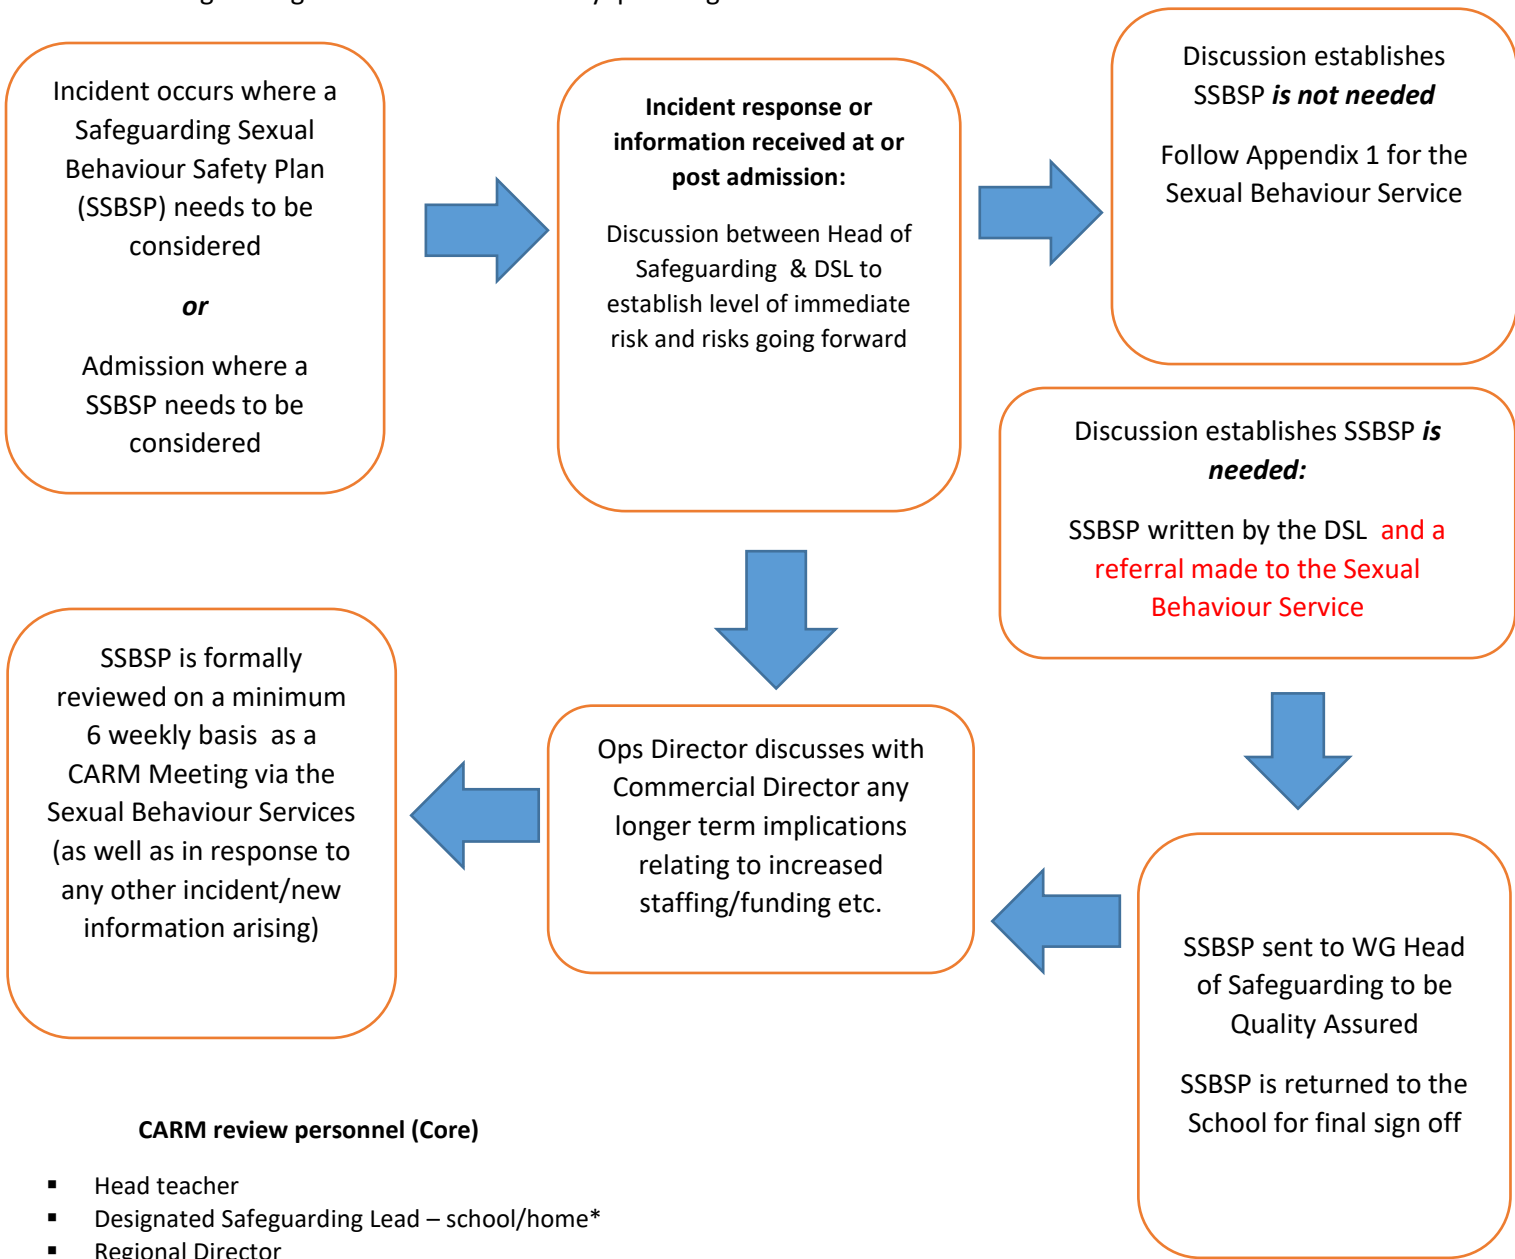 Incident occurs where a
Safeguarding Sexual
Behaviour Safety Plan
(SSBSP) needs to be
considered
or
Admission where a
SSBSP needs to be
considered
Incident response or
information received at or
post admission:
Discussion between Head of
Safeguarding & DSL to
establish level of immediate
risk and risks going forward
Discussion establishes
SSBSP is not needed
Follow Appendix 1 for the
Sexual Behaviour Service
Discussion establishes SSBSP is
needed:
SSBSP written by the DSL and a
referral made to the Sexual
Behaviour Service
SSBSP sent to WG Head
of Safeguarding to be
Quality Assured
SSBSP is returned to the
School for final sign off
Ops Director discusses with
Commercial Director any
longer term implications
relating to increased
staffing/funding etc.
SSBSP is formally
reviewed on a minimum
6 weekly basis as a
CARM Meeting via the
Sexual Behaviour Services
(as well as in response to
any other incident/new
information arising)
CARM review personnel (Core)
▪ Head teacher
▪ Designated Safeguarding Lead – school/home*
▪ Regional Director